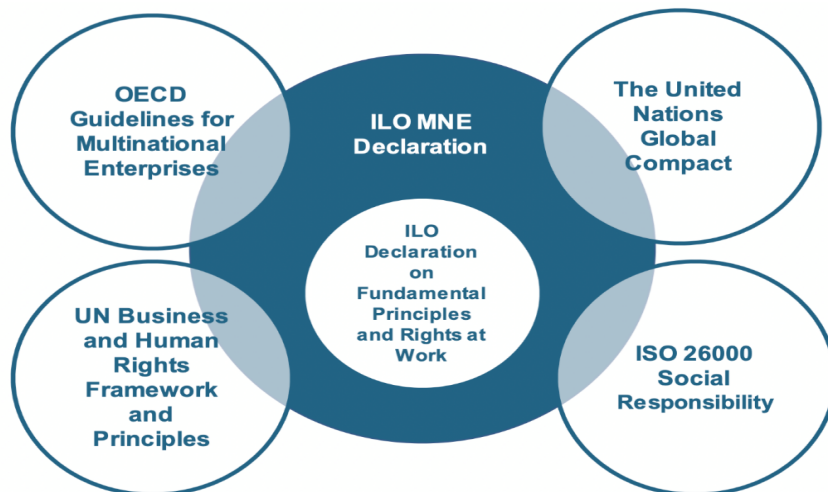 OECD
Guidelines for
Multinational
Enterprises
ILO MNE
Declaration
The United
Nations
Global
Compact
ILO
Declaration
on
Fundamental
Principles
and Rights at
Work
UN Business
and Human
Rights
Framework
and
Principles
ISO 26000
Social
Responsibility